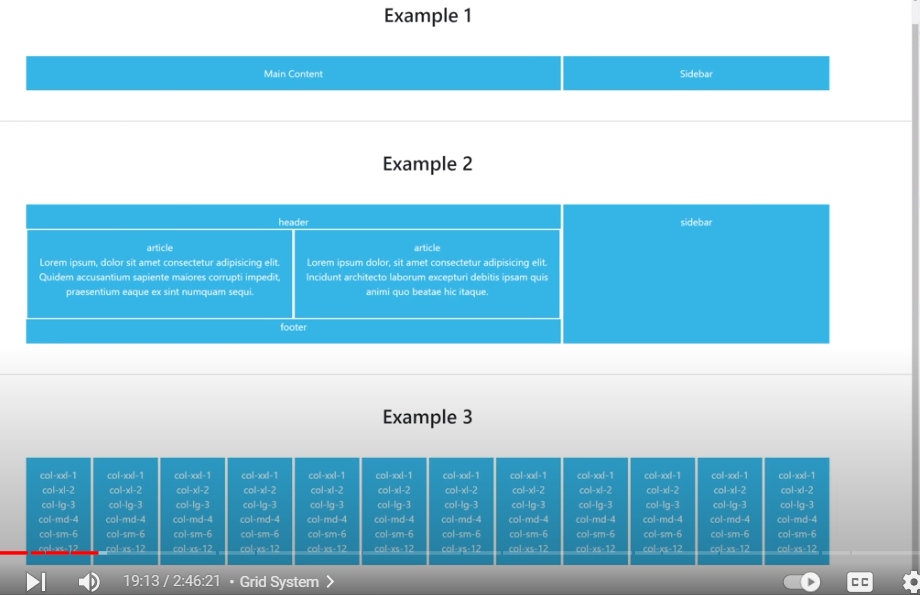 Example 1
Main Content
Sidebar
Example 2
header
sidebar
article
Lorem ipsum, dolor sit amet consectetur adipisicing elit.
Quidem accusantium sapiente maiores corrupti impedit,
praesentium eaque ex sint numquam sequi.
article
Lorem ipsum dolor, sit amet consectetur adipisicing elit.
Incidunt architecto laborum excepturi debitis ipsam quis
animi quo beatae hic itaque.
footer
Example 3
col-xxl-1 col-xxl-1 col-xxl-1 col-xxl-1 col-xxl-1 col-xxl-1 col-xxl-1 col-xxl-1 col-xxl-1 col-xxl-1 col-xxl-1 col-xxl-1
col-xl-2 col-xl-2 col-xl-2 col-xl-2 col-xl-2 col-xl-2 col-xl-2 col-xl-2 col-xl-2 col-xl-2 col-xl-2 col-xl-2
col-lg-3 col-lg-3 col-lg-3 col-lg-3 col-lg-3 col-lg-3 col-lg-3 col-lg-3 col-lg-3 col-lg-3 col-lg-3 col-lg-3
col-md-4 col-md-4 col-md-4 col-md-4 col-md-4 col-md-4 col-md-4 col-md-4 col-md-4 col-md-4 col-md-4 col-md-4
col-sm-6 col-sm-6 col-sm-6 col-sm-6 col-sm-6 col-sm-6 col-sm-6 col-sm-6 col-sm-6 col-sm-6 col-sm-6 col-sm-6
col-xs-12 col-xs-12 col-xs-12 col-xs-12 col-xs-12 col-xs-12 col-xs-12 col-xs-12 col-xs-12 col-xs-12 col-xs-12 col-xs-12
19:13 / 2:46:21 • Grid System
CC